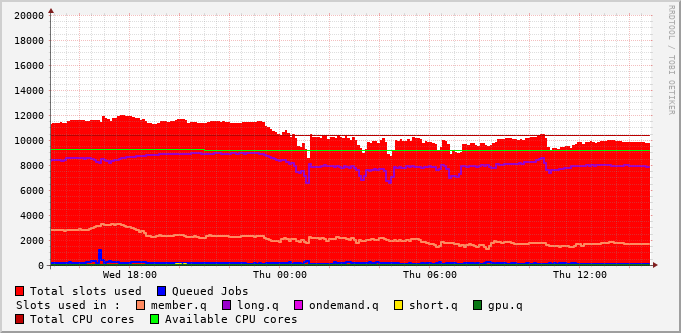 RRDTOOL / TOBI OETIKER
20000
18000
16000
14000
12000
10000
8000
6000
4000
2000
0
Wed 18:00 Thu 00:00 Thu 06:00 Thu 12:00
Total slots used Queued Jobs
Slots used in : member.q long.q ondemand.q short.q gpu.q
Total CPU cores Available CPU cores